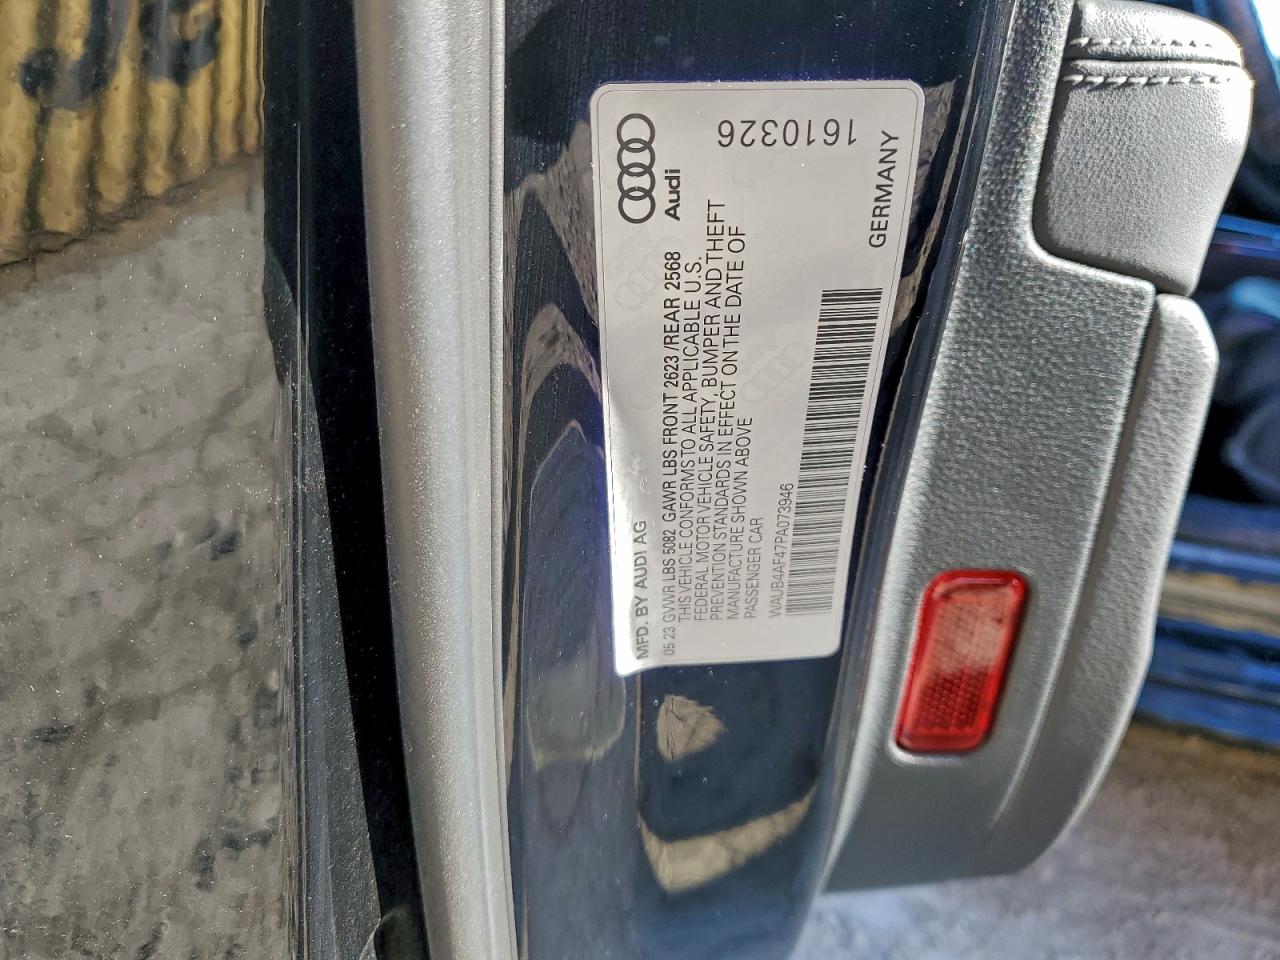 MFD. BY AUDI AG
Audi
05 23 GVWR LBS 5082 GAWR LBS FRONT 2623 /REAR 2568
THIS VEHICLE CONFORMS TO ALL APPLICABLE U.S.
FEDERAL MOTOR VEHICLE SAFETY, BUMPER AND THEFT
PREVENTION STANDARDS IN EFFECT ON THE DATE OF
MANUFACTURE SHOWN ABOVE
PASSENGER CAR
1610326
WAUB4AF47PA073946
GERMANY